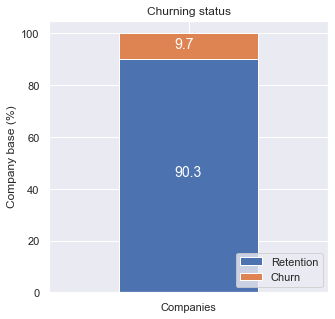 Churning status
Company base (%)
100
80
60
40
20
0
9.7
90.3
Retention
Churn
Companies